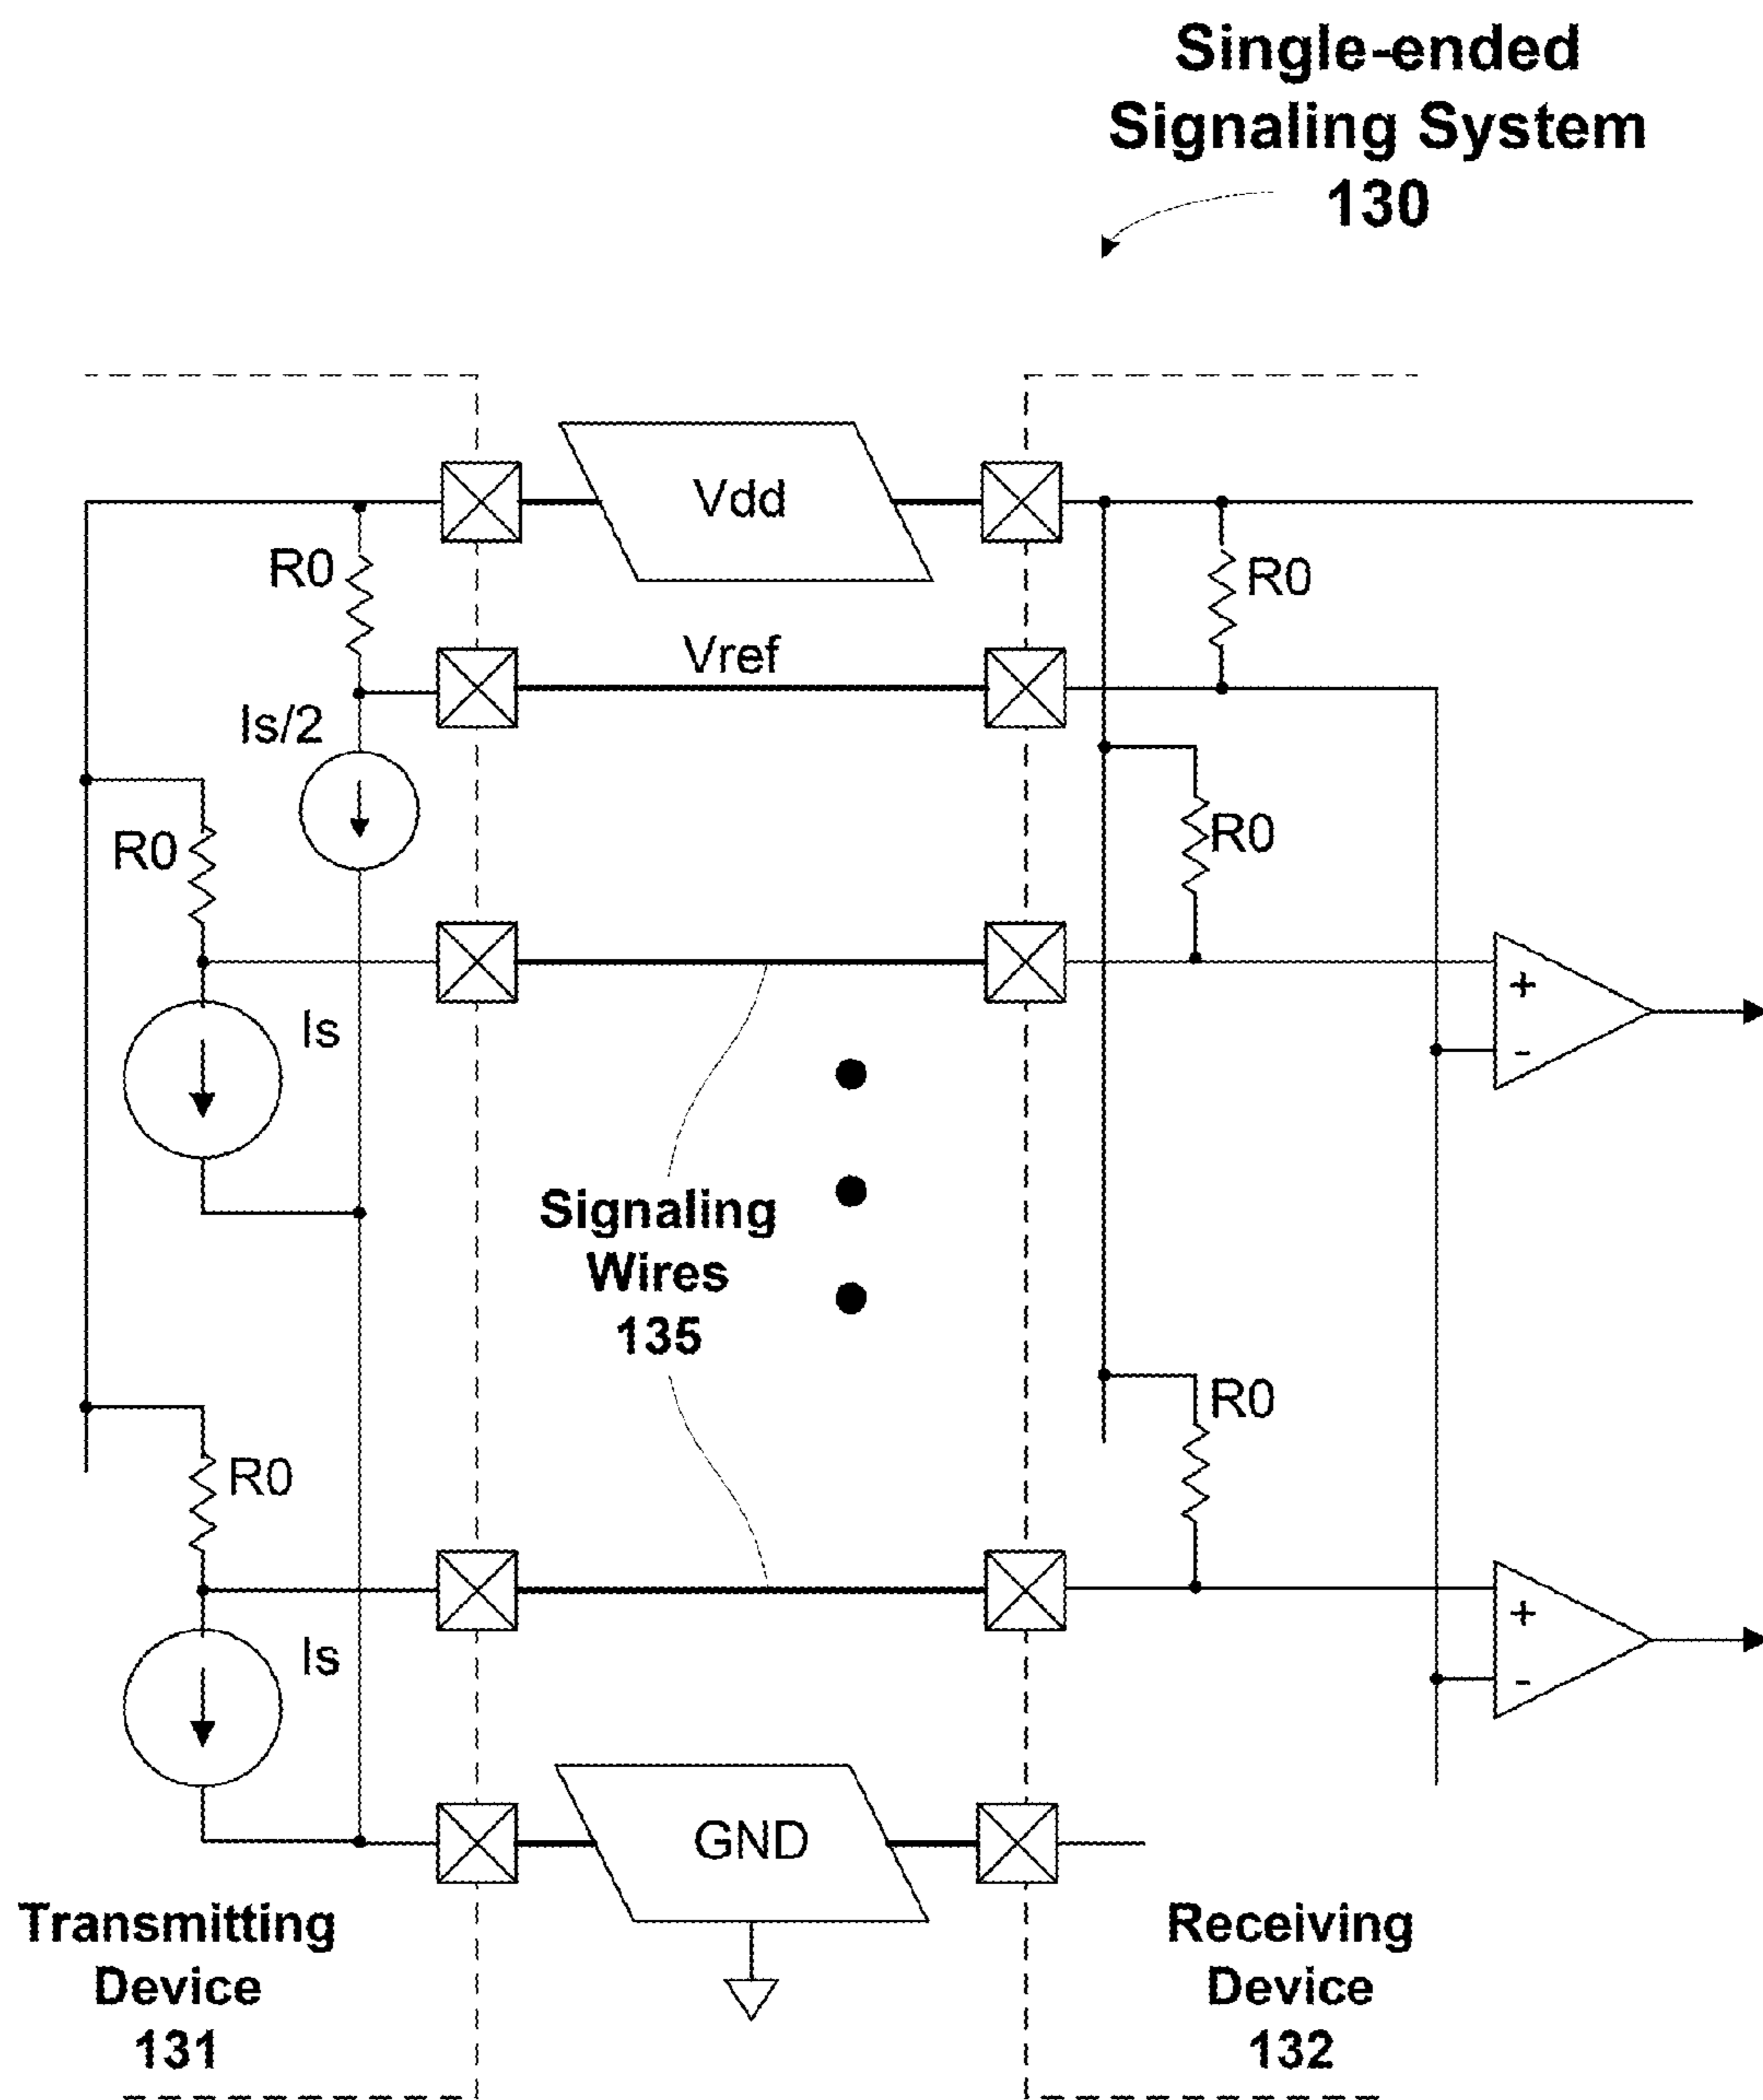 Single-ended
Signaling System
130
Vdd
R0
R0
Vref
Is/2
R0
R0
+
-
Is
Signaling
Wires
135
R0
R0
+
-
Is
GND
Transmitting
Device
131
Receiving
Device
132